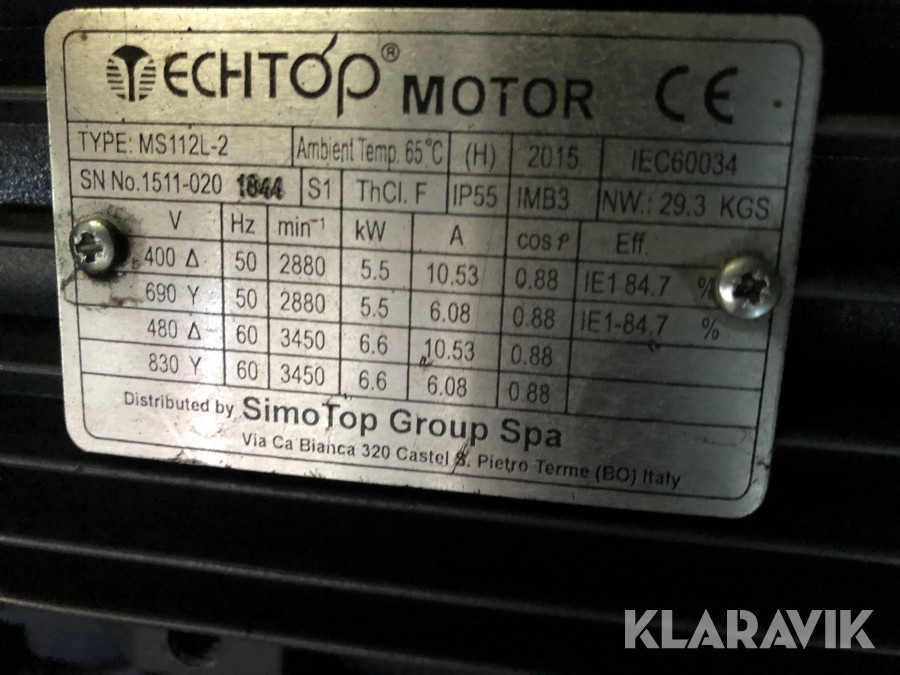 TECHTOP® MOTOR CE
TYPE: MS112L-2 Ambient Temp. 65°C (H) 2015 IEC60034
SN No.1511-020 1844 S1 ThCl. F IP55 IMB3 NW.: 29.3 KGS
V Hz min⁻¹ kW A cos φ Eff.
400 Δ 50 2880 5.5 10.53 0.88 IE1 84.7 %
690 Y 50 2880 5.5 6.08 0.88 IE1-84.7 %
480 Δ 60 3450 6.6 10.53 0.88
830 Y 60 3450 6.6 6.08 0.88
Distributed by SimoTop Group Spa
Via Ca Bianca 320 Castel S. Pietro Terme (BO) Italy
KLARAVIK